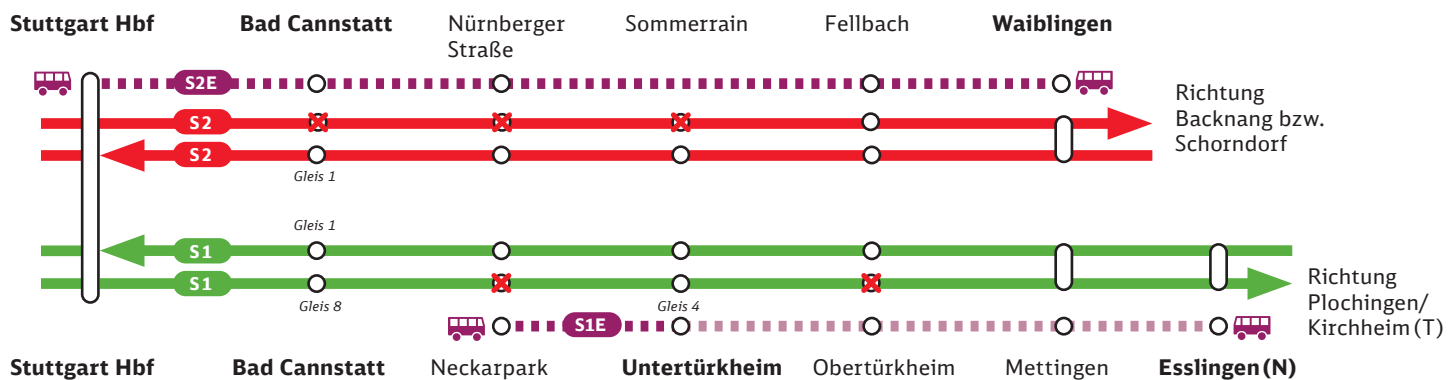 Stuttgart Hbf
Bad Cannstatt
Nürnberger
Straße
Sommerrain
Fellbach
Waiblingen
S2E
S2
S2
Gleis 1
Richtung
Backnang bzw.
Schorndorf
Gleis 1
S1
S1
Gleis 8
Gleis 4
S1E
Richtung
Plochingen/
Kirchheim (T)
Stuttgart Hbf
Bad Cannstatt
Neckarpark
Untertürkheim
Obertürkheim
Mettingen
Esslingen (N)